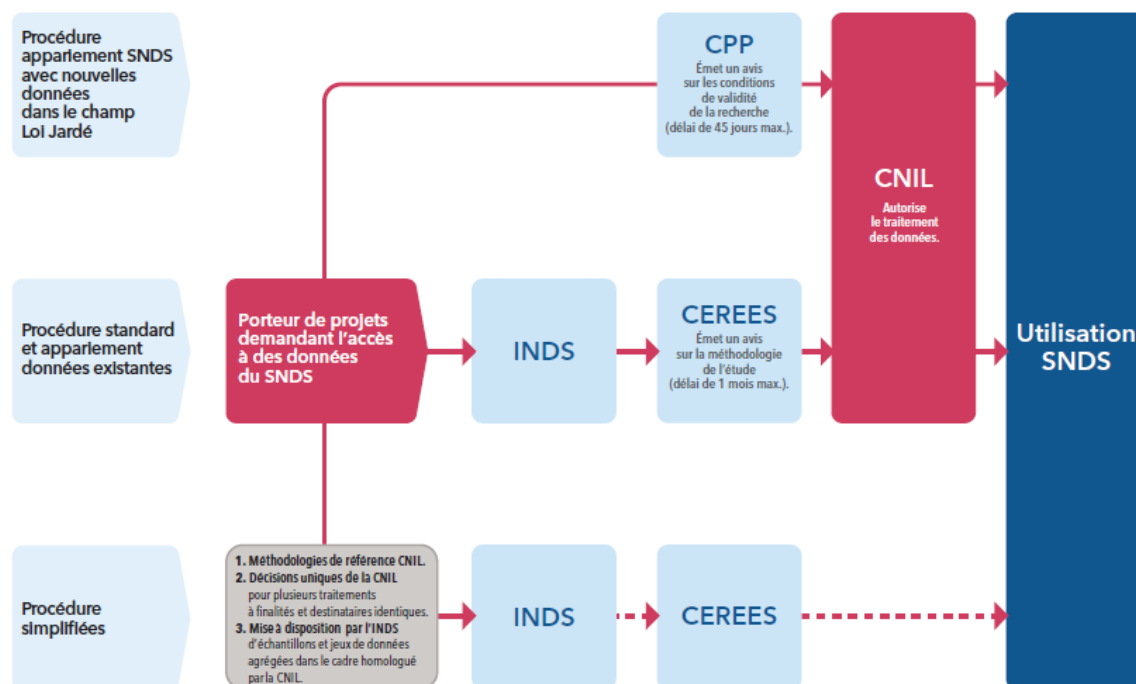 Procédure
appariement SNDS
avec nouvelles
données
dans le champ
Loi Jardé
CPP
Émet un avis
sur les conditions
de validité
de la recherche
(délai de 45 jours max.).
CNIL
Autorise
le traitement
des données.
Procédure standard
et appariement
données existantes
Porteur de projets
demandant l'accès
à des données
du SNDS
INDS
CEREES
Émet un avis
sur la méthodologie
de l'étude
(délai de 1 mois max.).
Utilisation
SNDS
Procédure
simplifiées
1. Méthodologies de référence CNIL.
2. Décisions uniques de la CNIL
pour plusieurs traitements
à finalités et destinataires identiques.
3. Mise à disposition par l'INDS
d'échantillons et jeux de données
agrégées dans le cadre homologué
par la CNIL.
INDS
CEREES